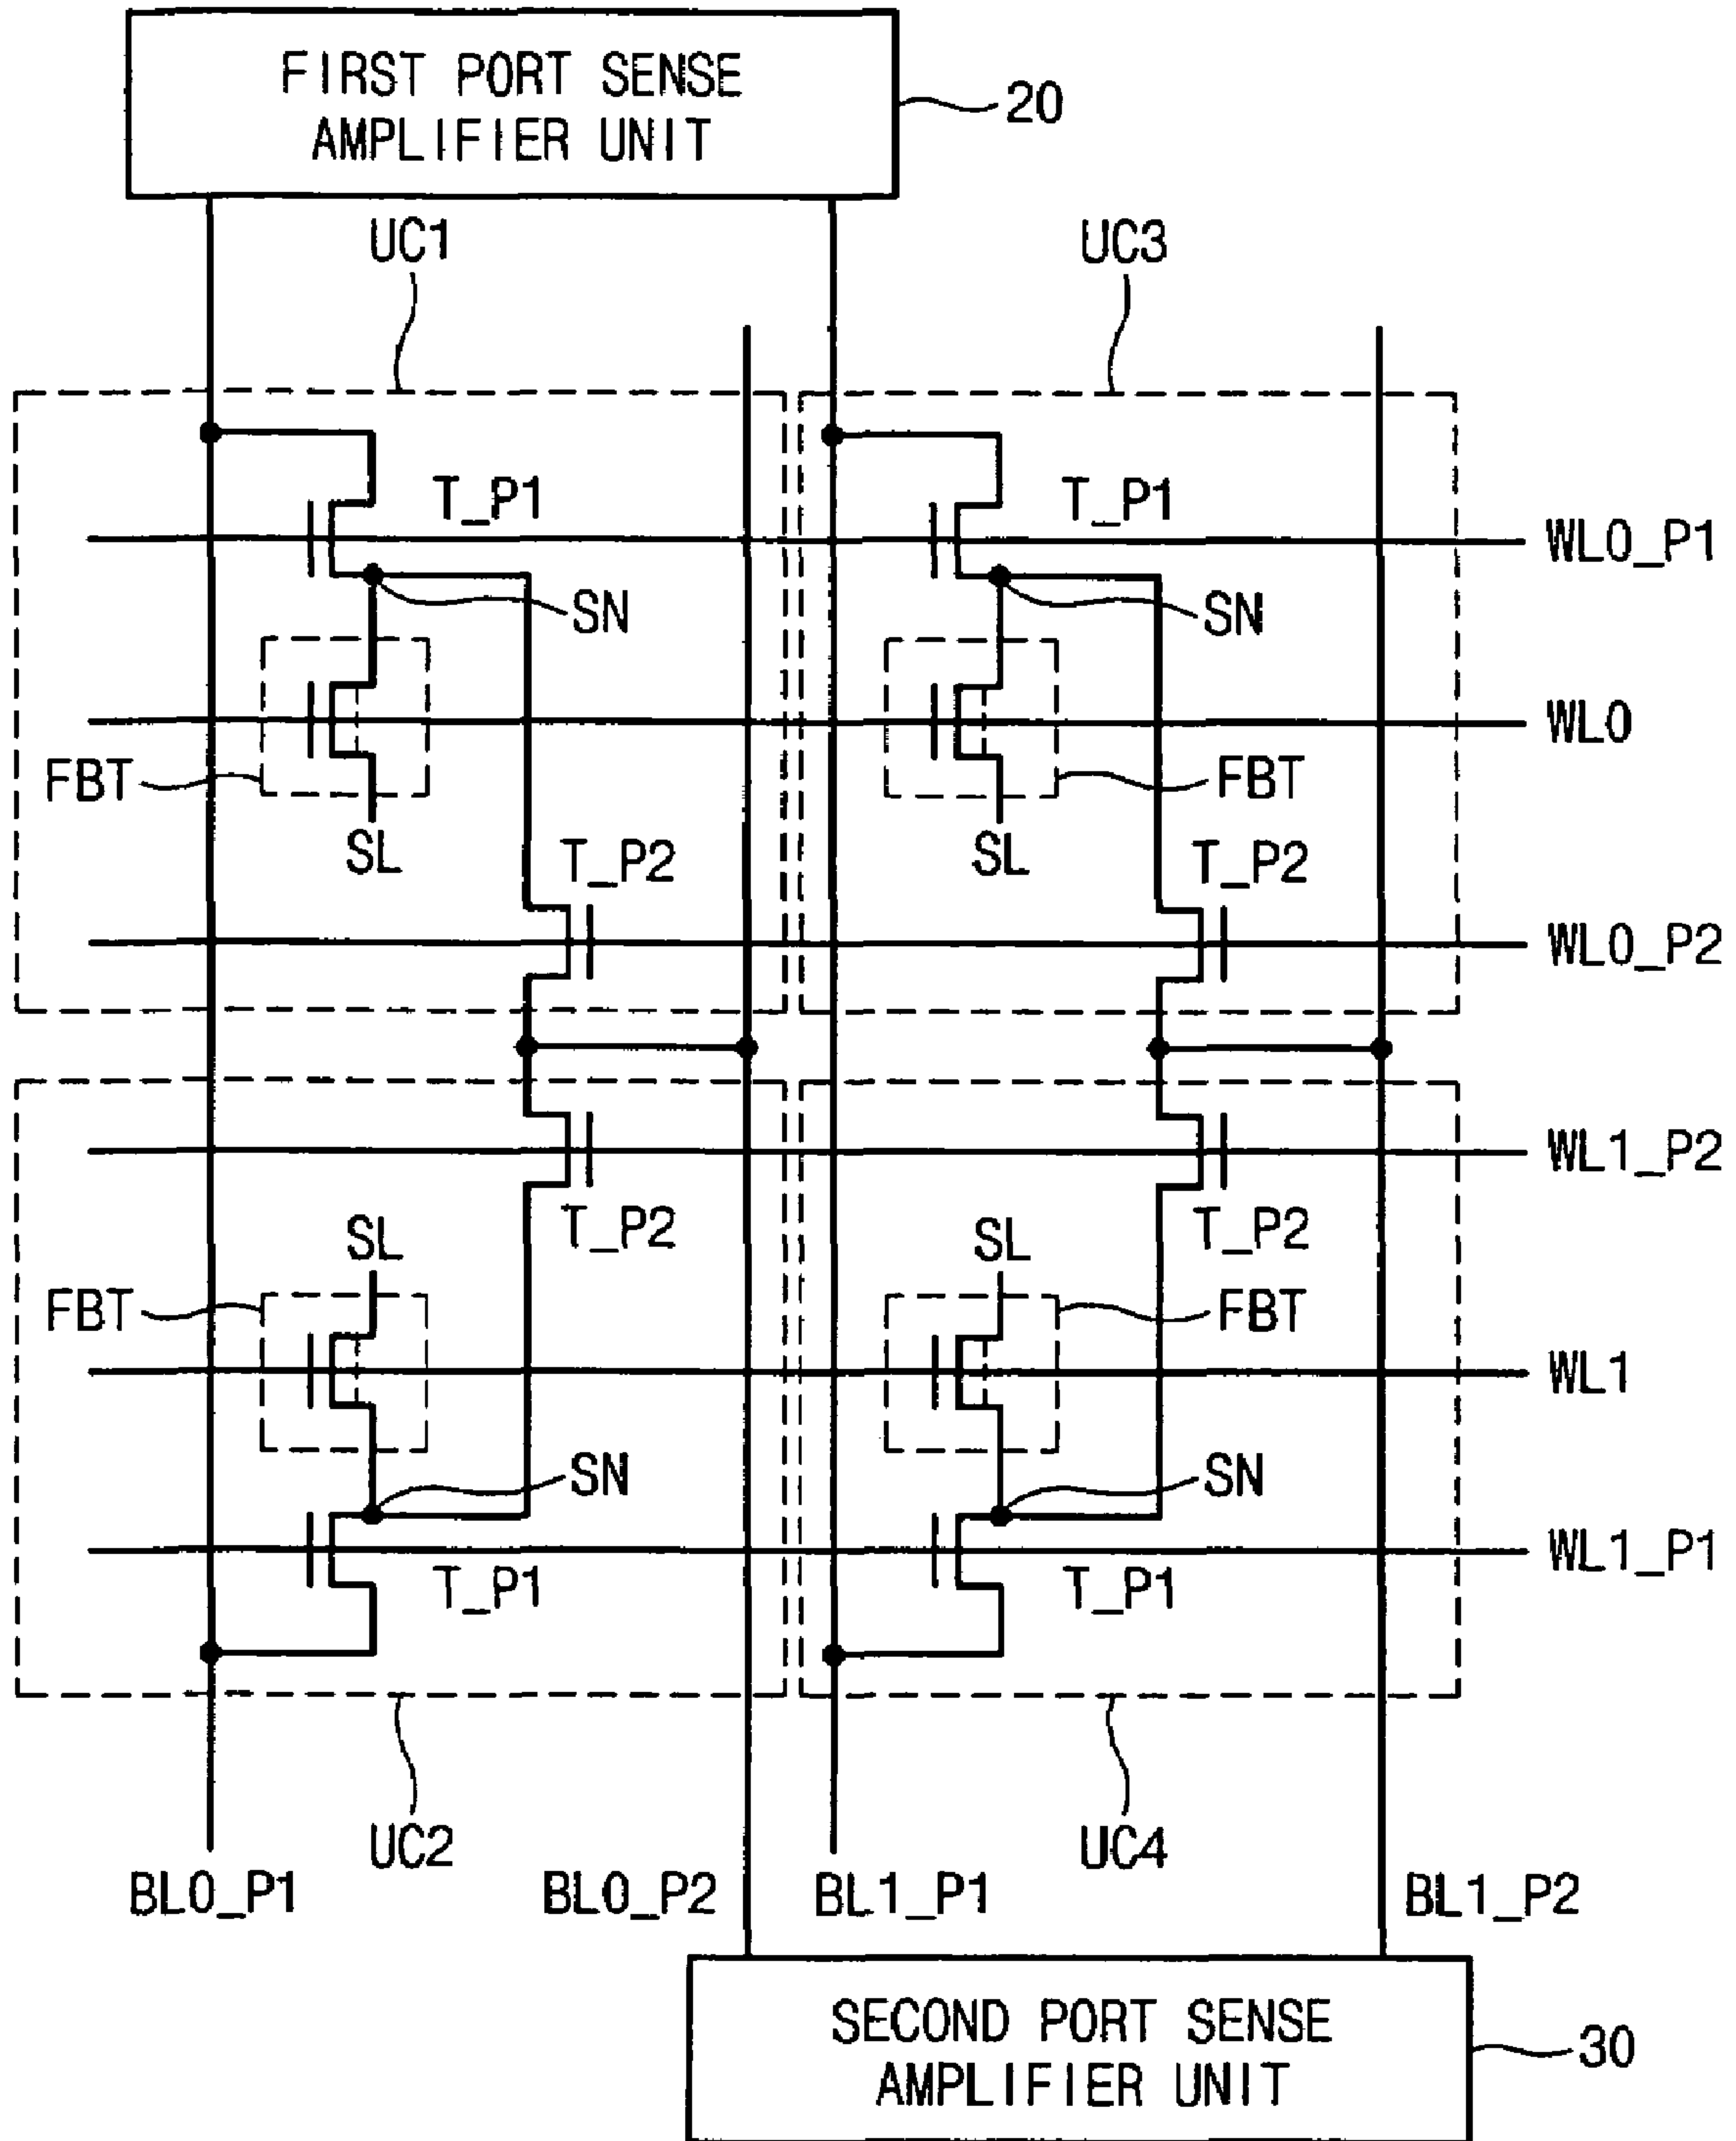 FIRST PORT SENSE
AMPLIFIER UNIT
20
UC1
UC3
T_P1
T_P1
WL0_P1
SN
SN
WL0
FBT
FBT
SL
SL
T_P2
T_P2
WL0_P2
WL1_P2
T_P2
T_P2
SL
SL
FBT
FBT
WL1
SN
SN
WL1_P1
T_P1
T_P1
UC2
UC4
BL0_P1
BL0_P2
BL1_P1
BL1_P2
SECOND PORT SENSE
AMPLIFIER UNIT
30